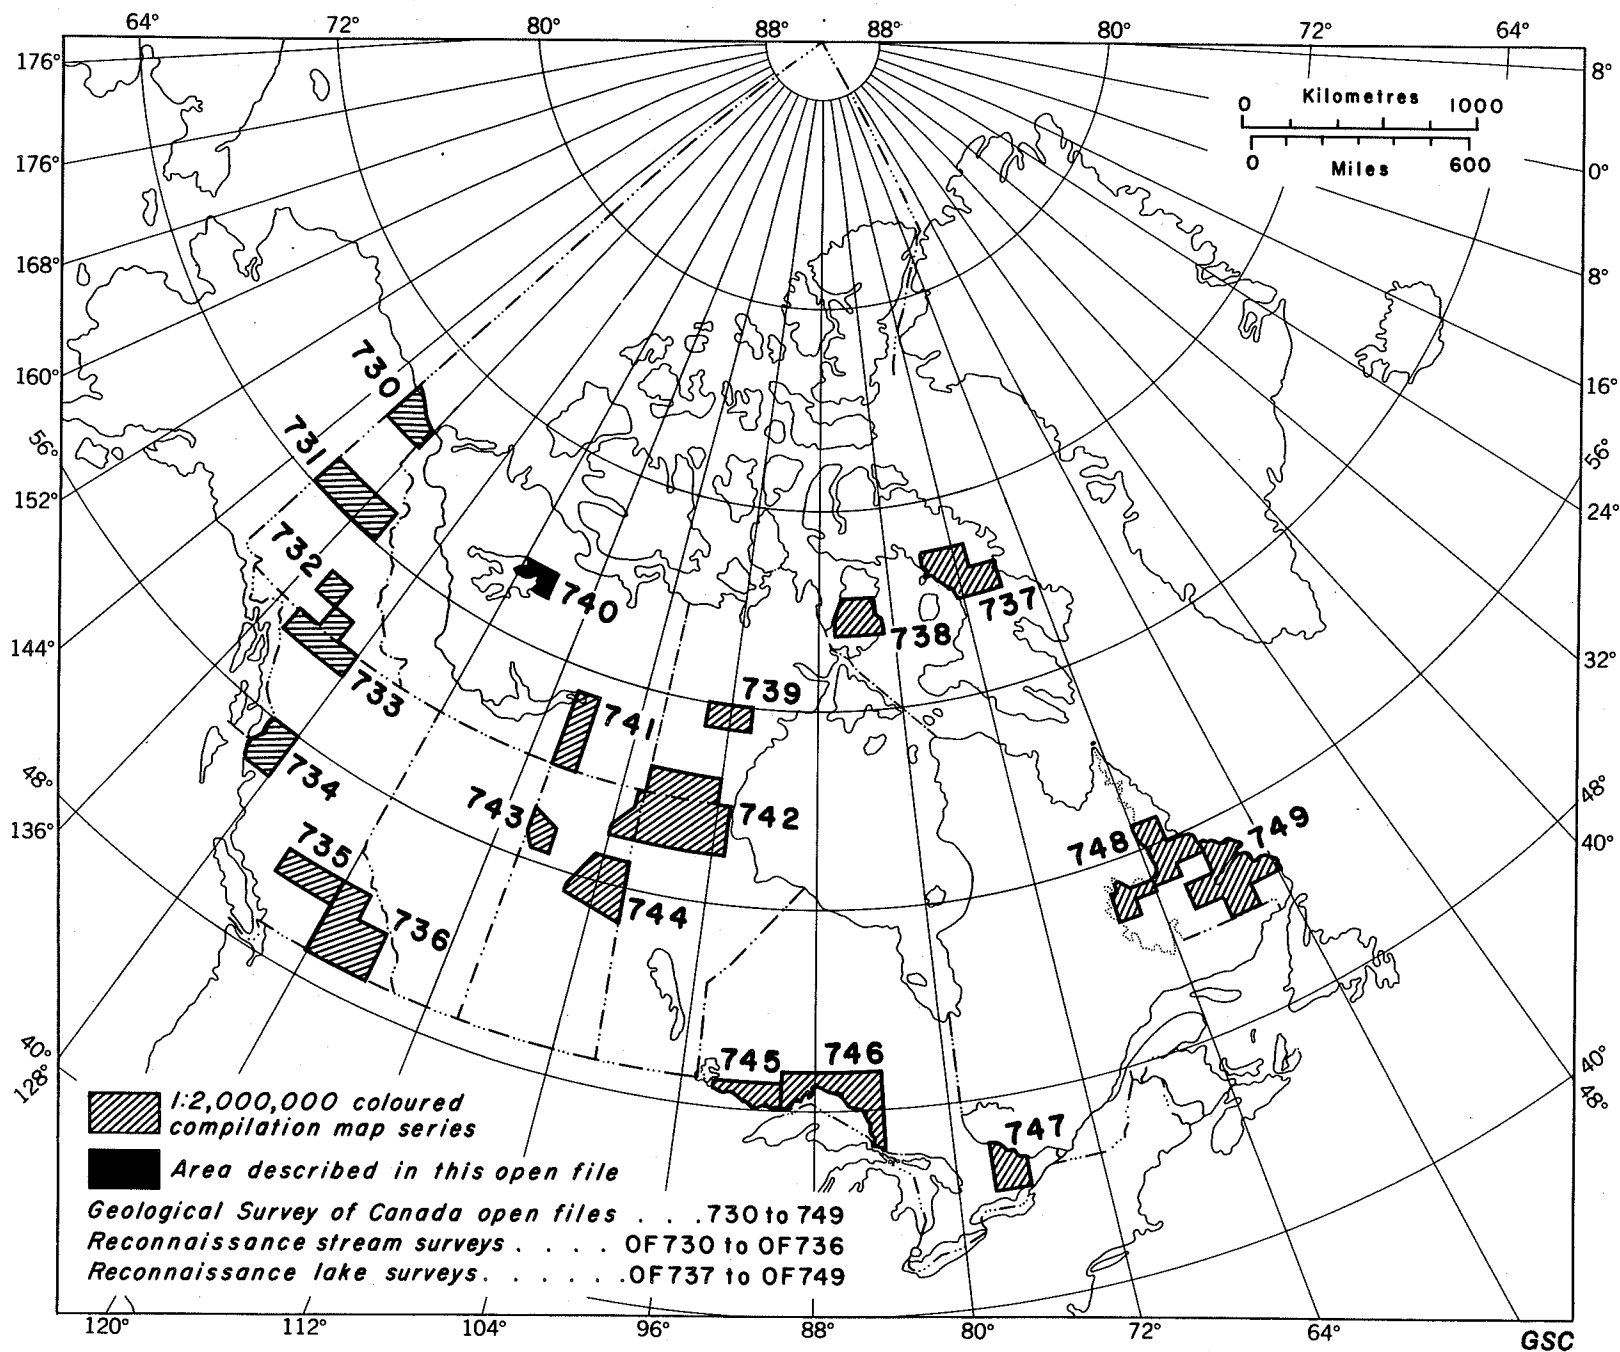 64° 72° 80° 88° 88° 80° 72° 64°
176° 8°
0 Kilometres 1000
0 Miles 600
176° 0°
168° 8°
160° 16°
730
731
56° 56°
152° 24°
732
740
737
738
144° 32°
733
739
741
734
48° 48°
743
742
136° 40°
748
749
735
744
736
40° 40°
128° 48°
745 746
747
1:2,000,000 coloured
compilation map series
Area described in this open file
Geological Survey of Canada open files . . .730 to 749
Reconnaissance stream surveys . . . . OF730 to OF736
Reconnaissance lake surveys. . . . . . .OF737 to OF749
120° 112° 104° 96° 88° 80° 72° 64°
GSC